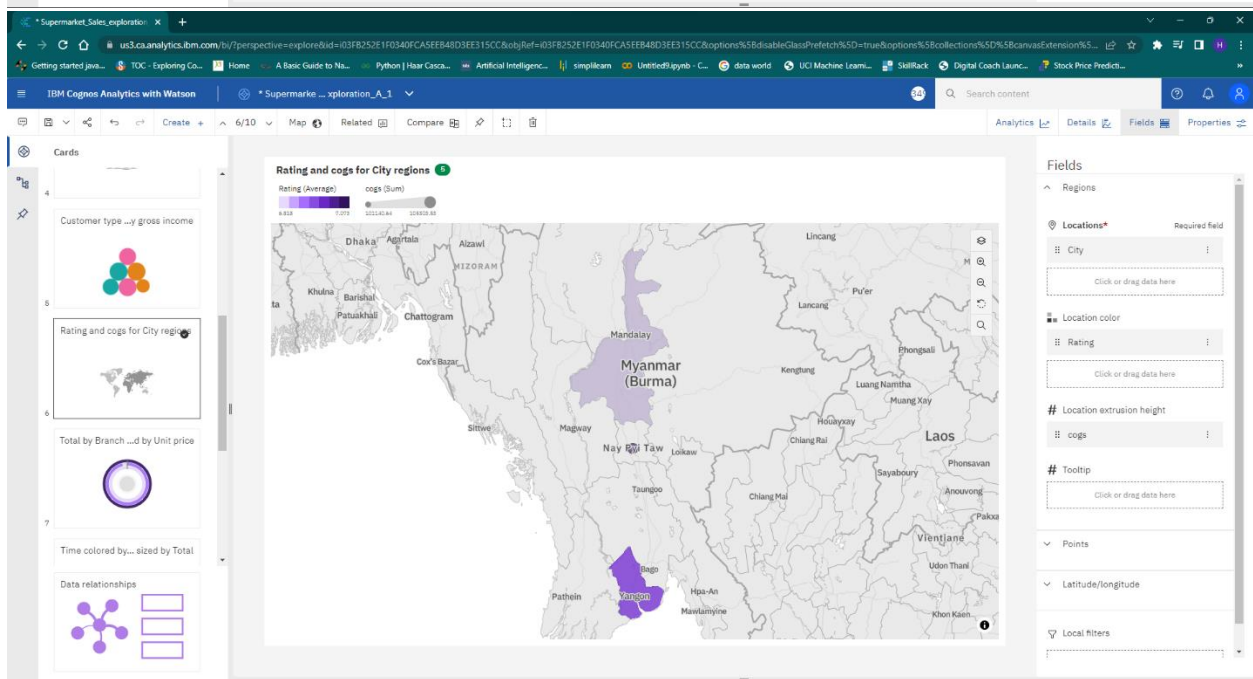 * Supermarket_Sales_exploration
us3.ca.analytics.ibm.com/bi/?perspective=explore&id=i03FB252E1F0340FCA5EEB48D3EE315CC&objRef=i03FB252E1F0340FCA5EEB48D3EE315CC&options%5BdisableGlassPrefetch%5D=true&options%5Bcollections%5D%5BcanvasExtension%5...
Getting started java... TOC - Exploring Co... Home A Basic Guide to Na... Python | Haar Casca... Artificial Intelligenc... simplilearn Untitled9.ipynb - C... data world UCI Machine Learni... SkillRack Digital Coach Launc... Stock Price Predicti... »
IBM Cognos Analytics with Watson * Supermarke ... xploration_A_1 Search content
Create + 6/10 Map Related Compare Analytics Details Fields Properties
Cards
4
Customer type ...y gross income
5
Rating and cogs for City regions
6
Total by Branch ...d by Unit price
7
Time colored by... sized by Total
Data relationships
Rating and cogs for City regions 5
Rating (Average) cogs (Sum)
Dhaka Agartala Aizawl Lincang
MIZORAM
Khulna Barishal Pu'er
Patuakhali Chattogram Lancang
Mandalay
Phongsali
Cox's Bazar Myanmar Kengtung
(Burma) Luang Namtha
Muang Xay
Houayxay
Sittwe Magway Chiang Rai Laos
Loikaw
Phonsavan
Sayaboury
Taungoo Chiang Mai Anouvong
Vientiane
Udon Thani
Bago
Pathein Yangon Hpa-An
Mawlamyine Khon Kaen
Fields
Regions
Locations* Required field
City
Click or drag data here
Location color
Rating
Click or drag data here
# Location extrusion height
cogs
# Tooltip
Click or drag data here
Points
Latitude/longitude
Local filters